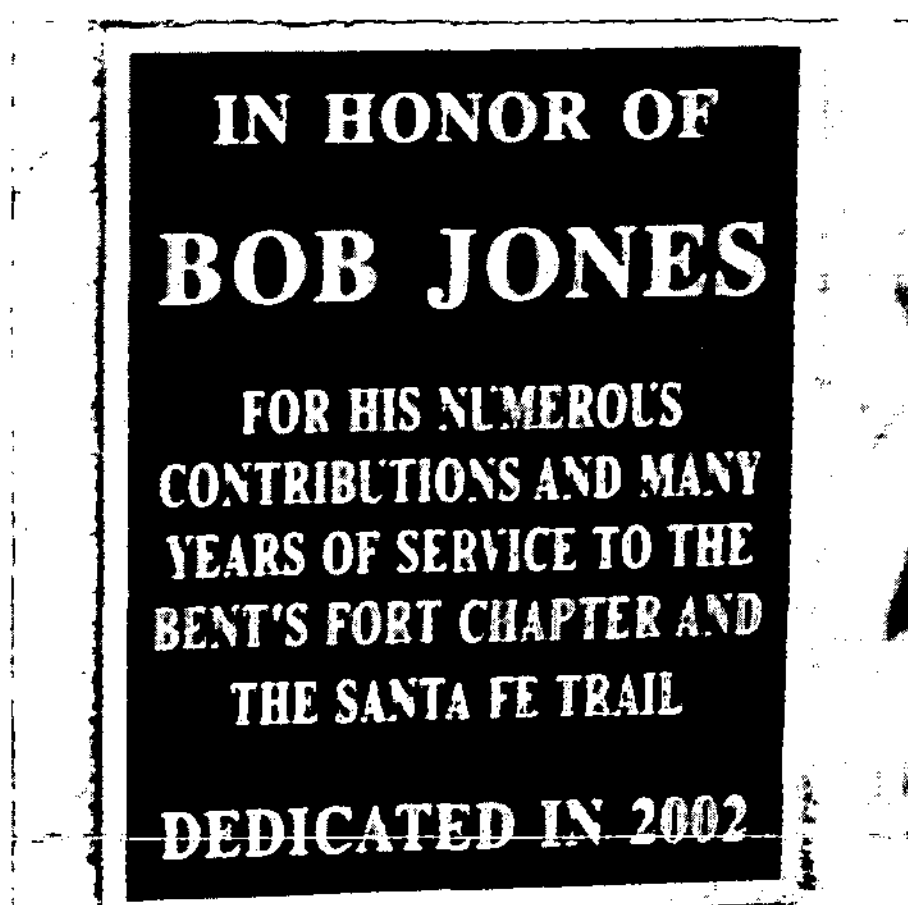 IN HONOR OF
BOB JONES
FOR HIS NUMEROUS
CONTRIBUTIONS AND MANY
YEARS OF SERVICE TO THE
BENT'S FORT CHAPTER AND
THE SANTA FE TRAIL
DEDICATED IN 2002